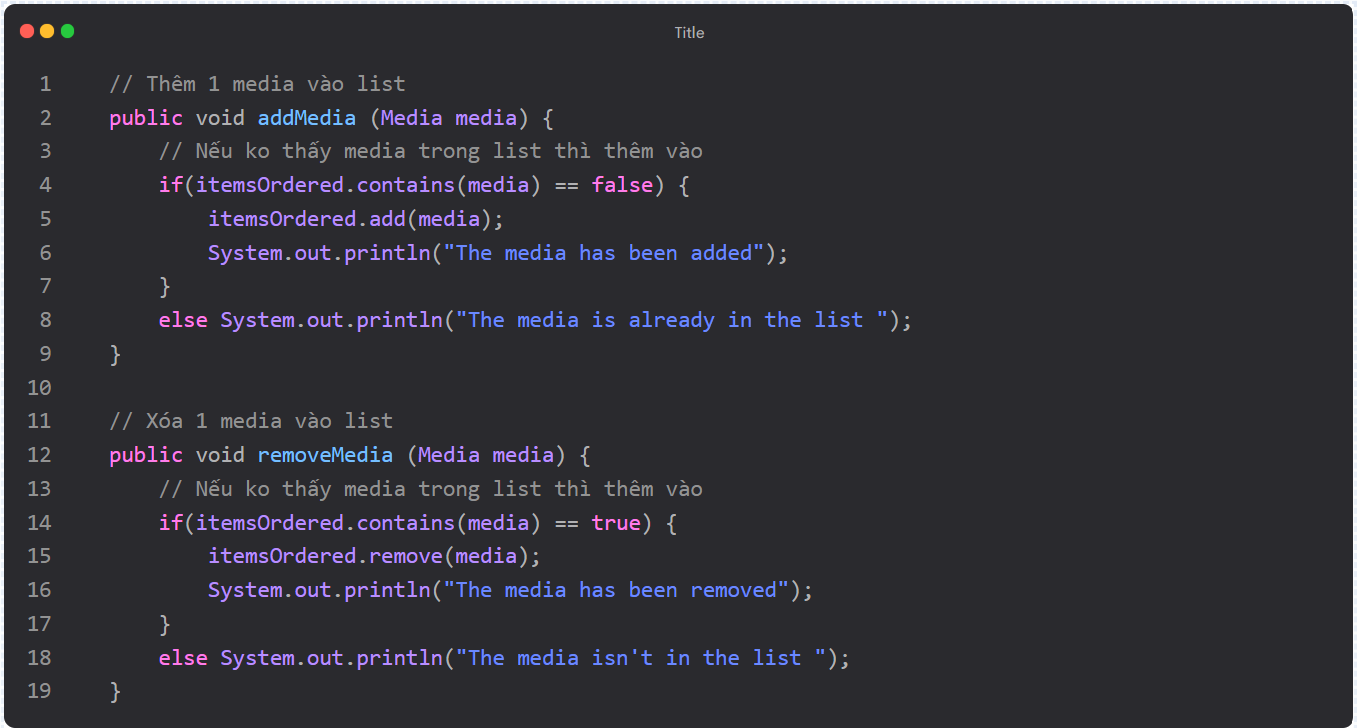 Title
1 // Thêm 1 media vào list
2 public void addMedia (Media media) {
3 // Nếu ko thấy media trong list thì thêm vào
4 if(itemsOrdered.contains(media) == false) {
5 itemsOrdered.add(media);
6 System.out.println("The media has been added");
7 }
8 else System.out.println("The media is already in the list ");
9 }
10
11 // Xóa 1 media vào list
12 public void removeMedia (Media media) {
13 // Nếu ko thấy media trong list thì thêm vào
14 if(itemsOrdered.contains(media) == true) {
15 itemsOrdered.remove(media);
16 System.out.println("The media has been removed");
17 }
18 else System.out.println("The media isn't in the list ");
19 }